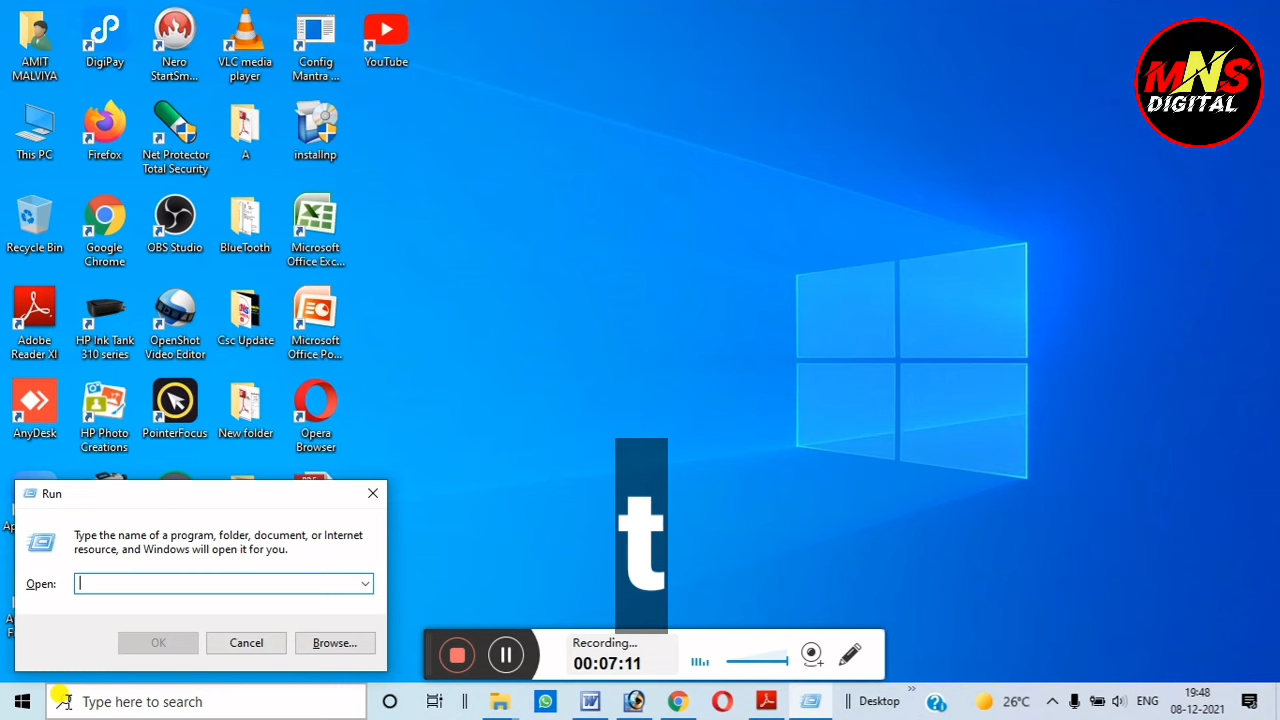 AMIT
MALVIYA
DigiPay
Nero
StartSm...
VLC media
player
Config
Mantra ...
YouTube
This PC
Firefox
Net Protector
Total Security
A
installnp
Recycle Bin
Google
Chrome
OBS Studio
BlueTooth
Microsoft
Office Exc...
Adobe
Reader XI
HP Ink Tank
310 series
OpenShot
Video Editor
Csc Update
Microsoft
Office Po...
AnyDesk
HP Photo
Creations
PointerFocus
New folder
Opera
Browser
MNS
DIGITAL
Run
Type the name of a program, folder, document, or Internet
resource, and Windows will open it for you.
Open:
OK
Cancel
Browse...
t
Recording...
00:07:11
Type here to search
Desktop
26°C
ENG
19:48
08-12-2021